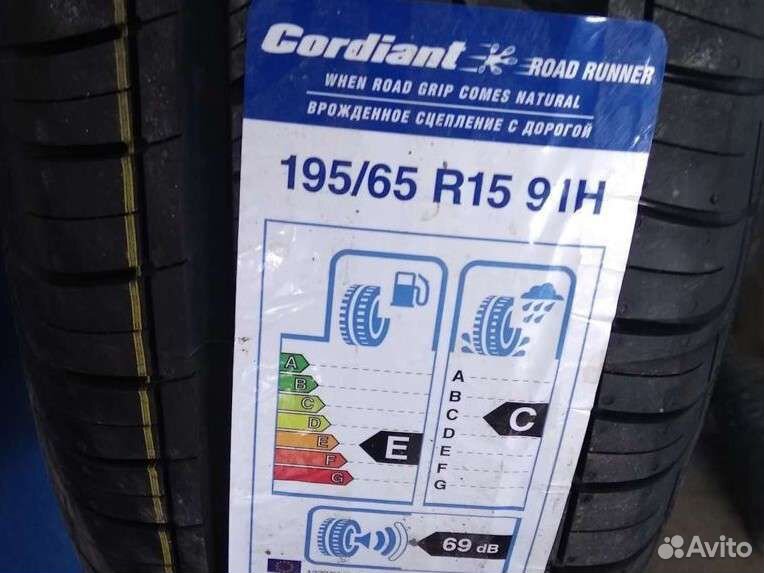 Cordiant ROAD RUNNER
WHEN ROAD GRIP COMES NATURAL
ВРОЖДЕННОЕ СЦЕПЛЕНИЕ С ДОРОГОЙ
195/65 R15 91H
A
B
C
D
E
F
G
E
A
B
C
D
E
F
G
C
69 dB
Avito